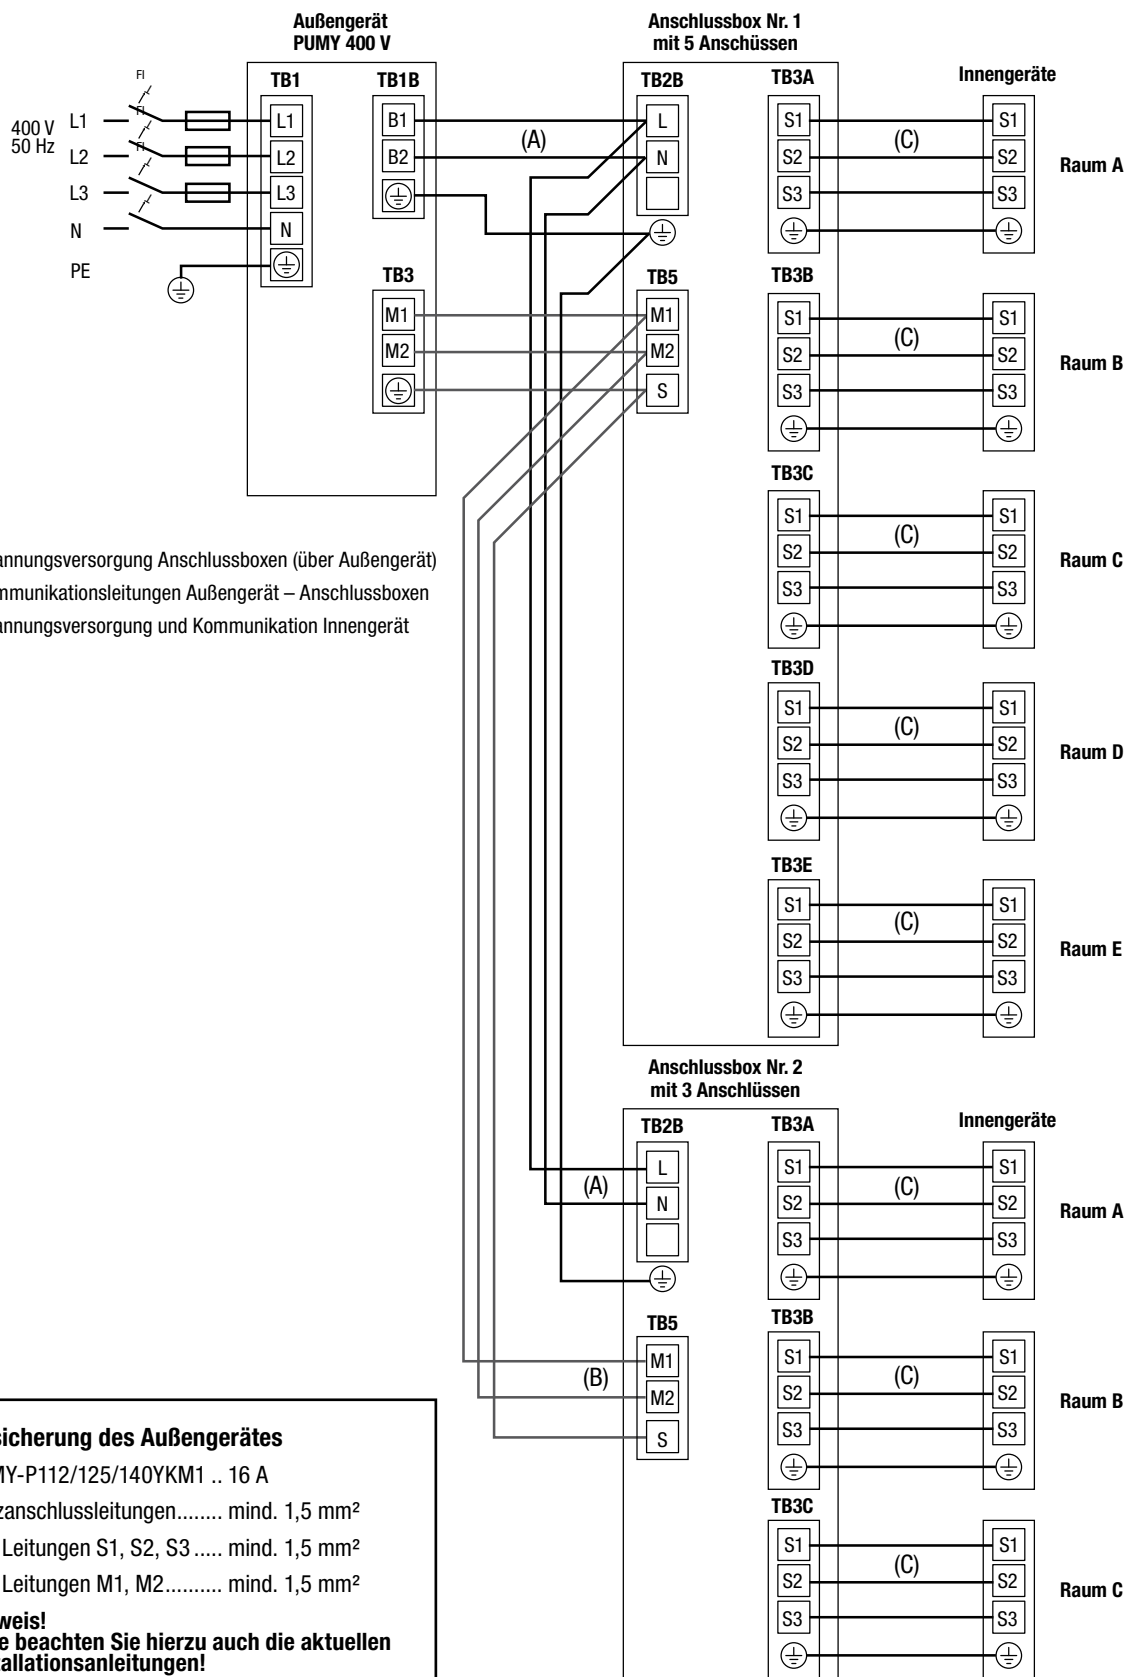 Außengerät
PUMY 400 V
Anschlussbox Nr. 1
mit 5 Anschüssen
TB1
TB1B
TB2B
TB3A
Innengeräte
FI
FI
FI
400 V
50 Hz
L1
L2
L3
N
PE
L1
L2
L3
N
B1
B2
(A)
L
N
S1
S2
S3
(C)
S1
S2
S3
Raum A
TB3
M1
M2
TB5
M1
M2
S
TB3B
S1
S2
S3
(C)
S1
S2
S3
Raum B
TB3C
S1
S2
S3
(C)
S1
S2
S3
Raum C
annungsversorgung Anschlussboxen (über Außengerät)
mmunikationsleitungen Außengerät – Anschlussboxen
annungsversorgung und Kommunikation Innengerät
TB3D
S1
S2
S3
(C)
S1
S2
S3
Raum D
TB3E
S1
S2
S3
(C)
S1
S2
S3
Raum E
Anschlussbox Nr. 2
mit 3 Anschlüssen
TB2B
TB3A
Innengeräte
(A)
L
N
S1
S2
S3
(C)
S1
S2
S3
Raum A
TB5
(B)
M1
M2
S
TB3B
S1
S2
S3
(C)
S1
S2
S3
Raum B
TB3C
S1
S2
S3
(C)
S1
S2
S3
Raum C
sicherung des Außengerätes
MY-P112/125/140YKM1 .. 16 A
zanschlussleitungen........ mind. 1,5 mm²
Leitungen S1, S2, S3 ..... mind. 1,5 mm²
Leitungen M1, M2.......... mind. 1,5 mm²
weis!
e beachten Sie hierzu auch die aktuellen
tallationsanleitungen!